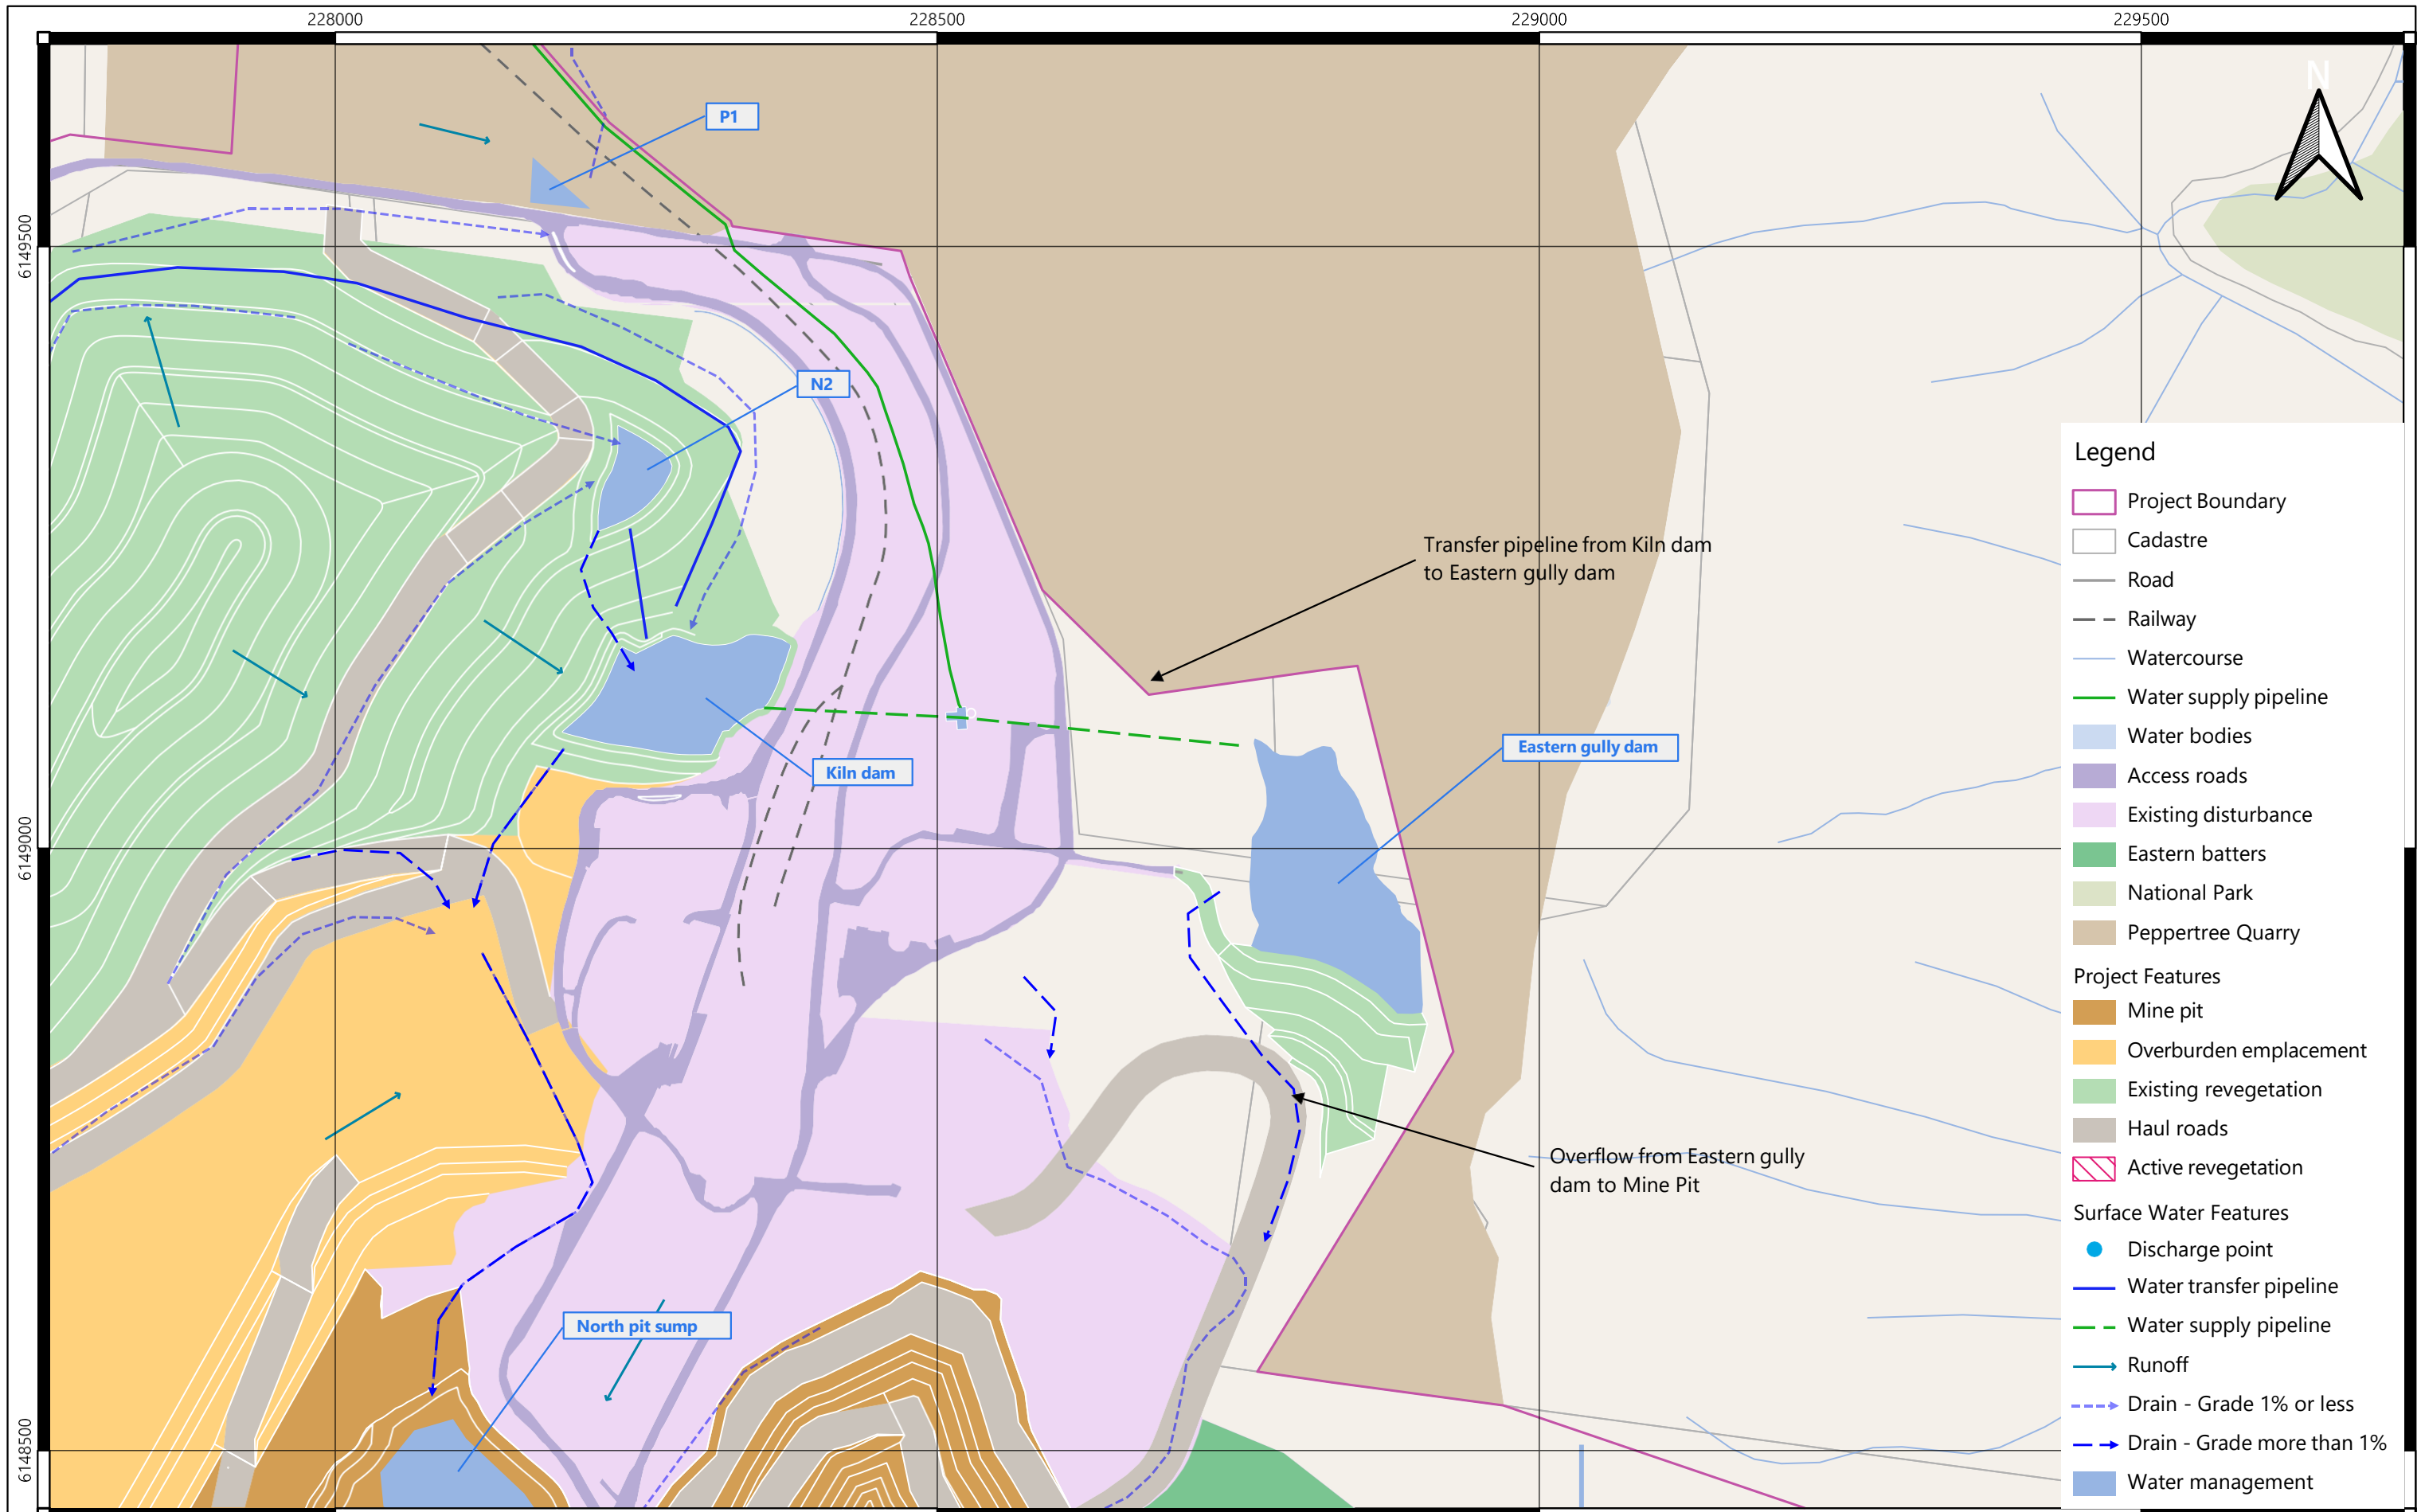 228000
228500
229000
229500
N
P1
6149500
N2
Transfer pipeline from Kiln dam
to Eastern gully dam
Eastern gully dam
Kiln dam
6149000
Overflow from Eastern gully
dam to Mine Pit
North pit sump
6148500
Legend
Project Boundary
Cadastre
Road
Railway
Watercourse
Water supply pipeline
Water bodies
Access roads
Existing disturbance
Eastern batters
National Park
Peppertree Quarry
Project Features
Mine pit
Overburden emplacement
Existing revegetation
Haul roads
Active revegetation
Surface Water Features
Discharge point
Water transfer pipeline
Water supply pipeline
Runoff
Drain - Grade 1% or less
Drain - Grade more than 1%
Water management